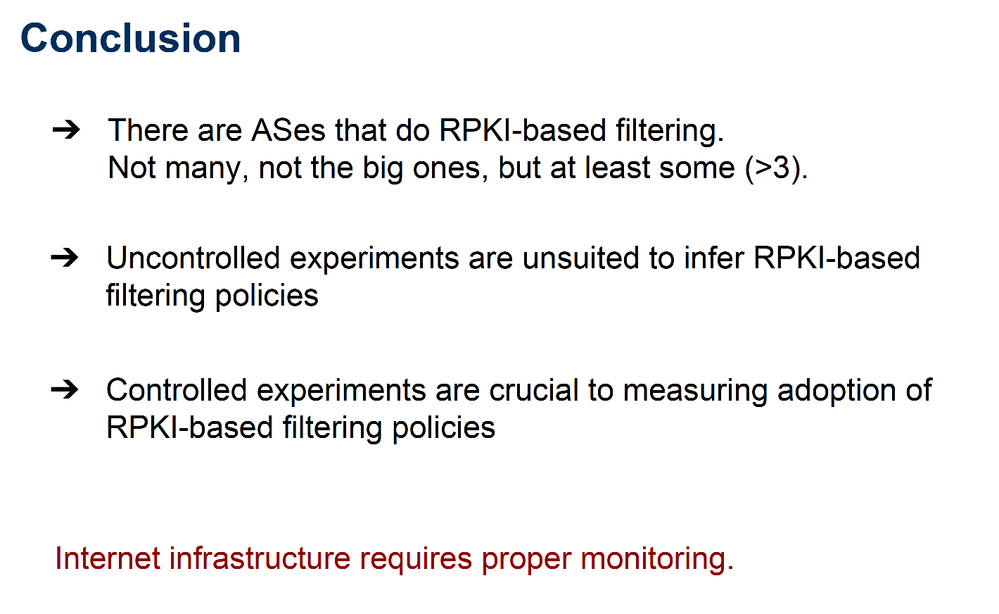 Conclusion
➔ There are ASes that do RPKI-based filtering.
Not many, not the big ones, but at least some (>3).
➔ Uncontrolled experiments are unsuited to infer RPKI-based
filtering policies
➔ Controlled experiments are crucial to measuring adoption of
RPKI-based filtering policies
Internet infrastructure requires proper monitoring.